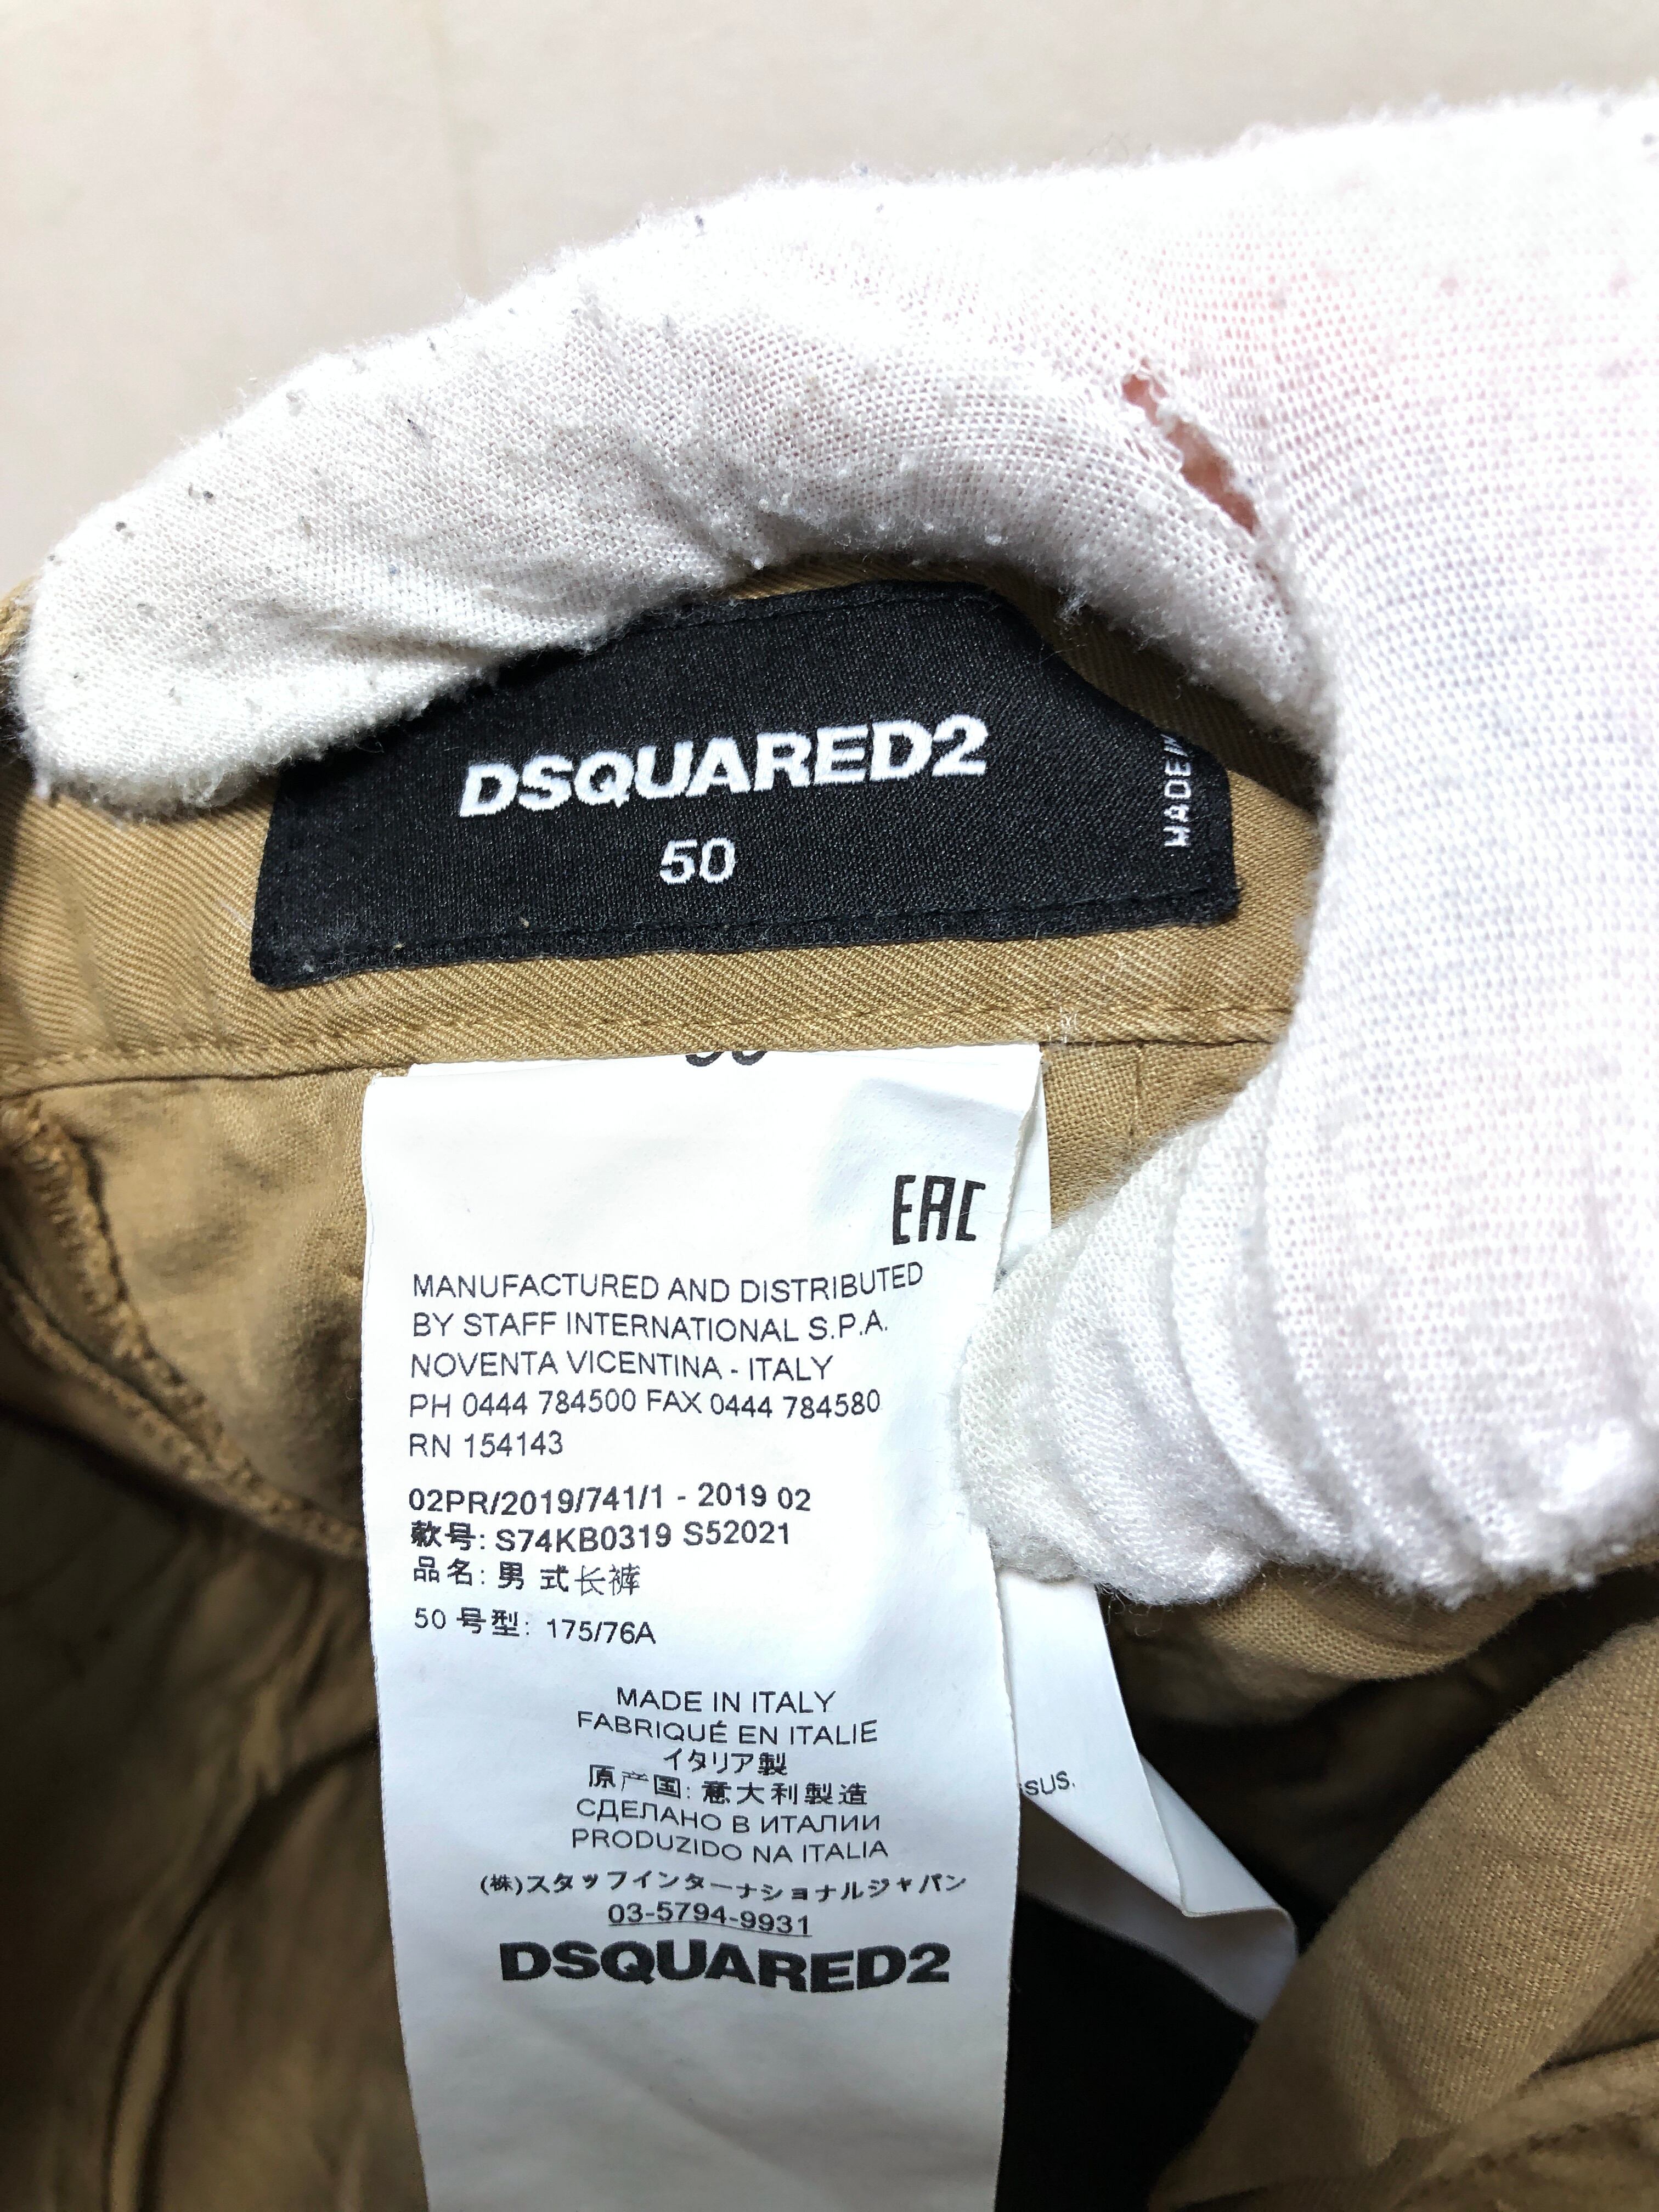 DSQUARED2
50
MADE IN
EAC
MANUFACTURED AND DISTRIBUTED
BY STAFF INTERNATIONAL S.P.A.
NOVENTA VICENTINA - ITALY
PH 0444 784500 FAX 0444 784580
RN 154143
02PR/2019/741/1 - 2019 02
款号: S74KB0319 S52021
品名: 男 式长裤
50 号型: 175/76A
MADE IN ITALY
FABRIQUÉ EN ITALIE
イタリア製
原产国: 意大利製造
СДЕЛАНО В ИТАЛИИ
PRODUZIDO NA ITALIA
(株)スタッフインターナショナルジャパン
03-5794-9931
DSQUARED2